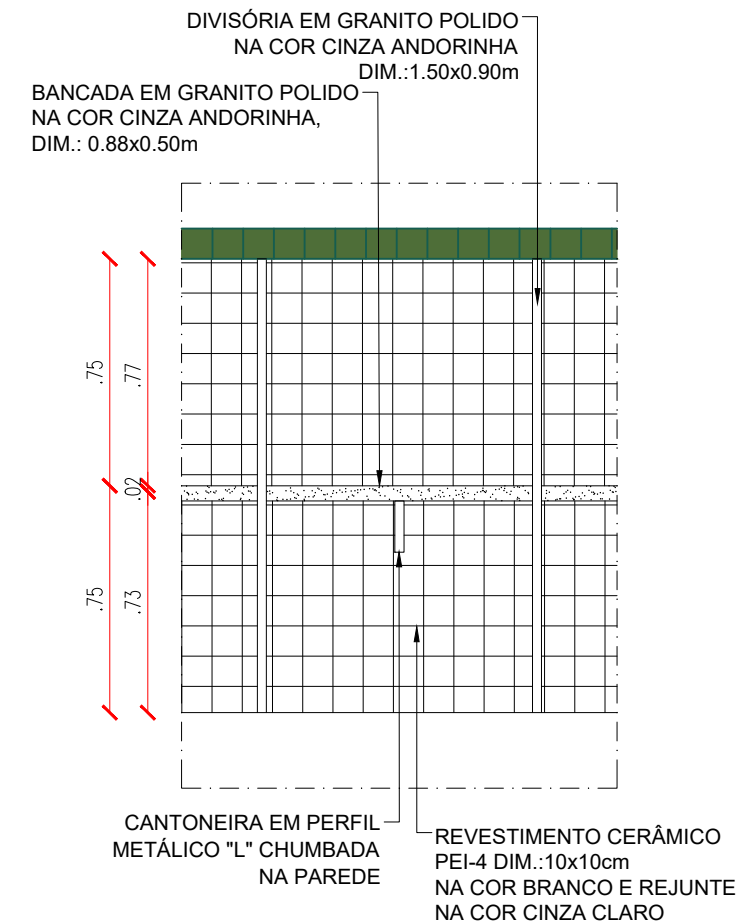 DIVISÓRIA EM GRANITO POLIDO
NA COR CINZA ANDORINHA
DIM.:1.50x0.90m
BANCADA EM GRANITO POLIDO
NA COR CINZA ANDORINHA,
DIM.: 0.88x0.50m
.75
.77
.02
.75
.73
CANTONEIRA EM PERFIL
METÁLICO "L" CHUMBADA
NA PAREDE
REVESTIMENTO CERÂMICO
PEI-4 DIM.:10x10cm
NA COR BRANCO E REJUNTE
NA COR CINZA CLARO